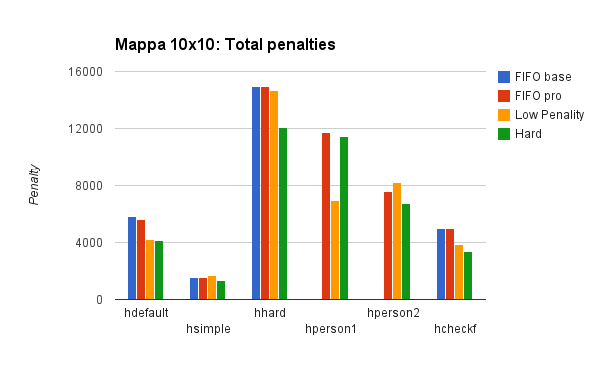 Mappa 10x10: Total penalties
Penalty
16000
12000
8000
4000
0
hdefault
hsimple
hhard
hperson1
hperson2
hcheckf
FIFO base
FIFO pro
Low Penality
Hard